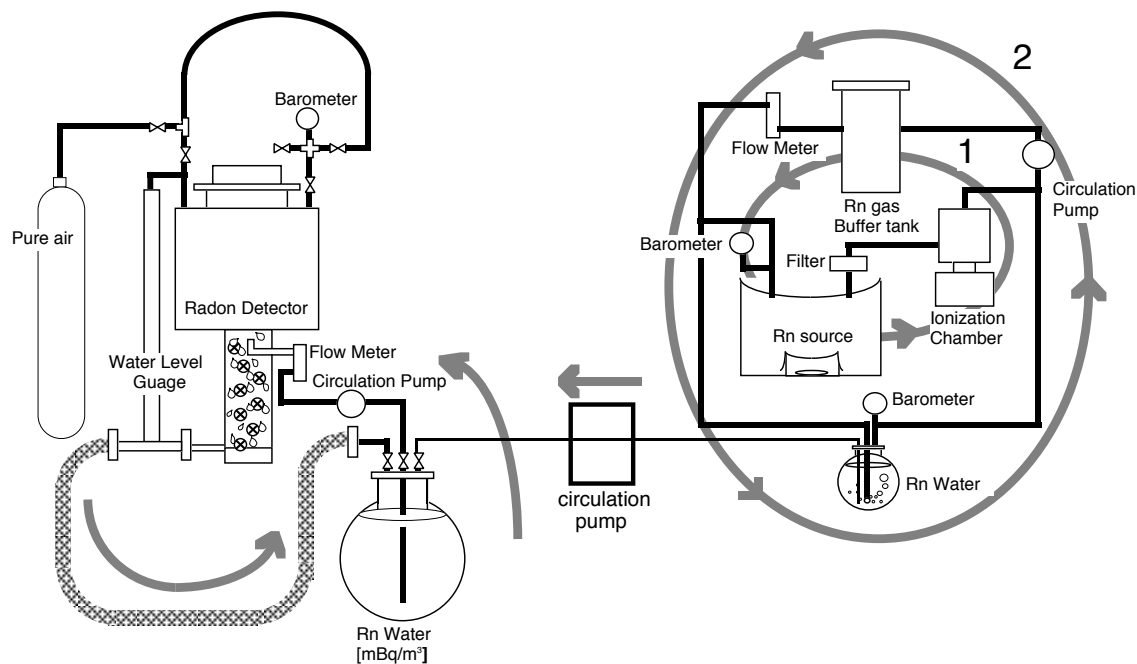 Barometer
Pure air
Radon Detector
Water Level
Guage
Flow Meter
Circulation Pump
Rn Water
[mBq/m³]
circulation
pump
2
1
Flow Meter
Rn gas
Buffer tank
Circulation
Pump
Barometer
Filter
Rn source
Ionization
Chamber
Barometer
Rn Water